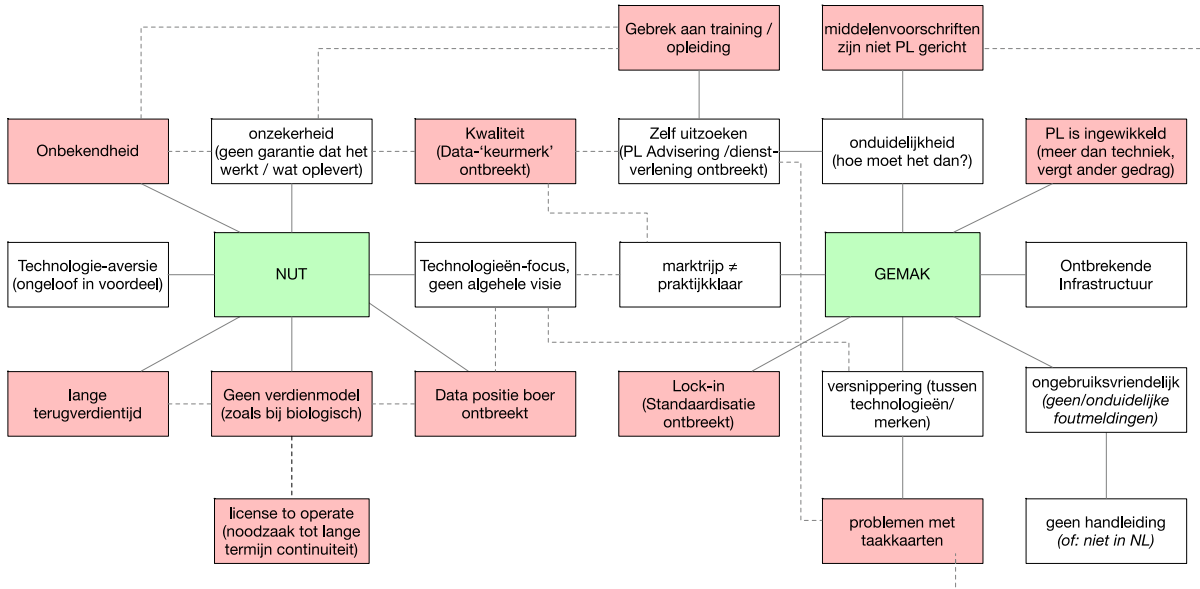 Gebrek aan training /
opleiding
middelenvoorschriften
zijn niet PL gericht
Onbekendheid
onzekerheid
(geen garantie dat het
werkt / wat oplevert)
Kwaliteit
(Data-‘keurmerk’
ontbreekt)
Zelf uitzoeken
(PL Advisering /dienst-
verlening ontbreekt)
onduidelijkheid
(hoe moet het dan?)
PL is ingewikkeld
(meer dan techniek,
vergt ander gedrag)
Technologie-aversie
(ongeloof in voordeel)
NUT
Technologieën-focus,
geen algehele visie
marktrijp ≠
praktijkklaar
GEMAK
Ontbrekende
Infrastructuur
lange
terugverdientijd
Geen verdienmodel
(zoals bij biologisch)
Data positie boer
ontbreekt
Lock-in
(Standaardisatie
ontbreekt)
versnippering (tussen
technologieën/
merken)
ongebruiksvriendelijk
(geen/onduidelijke
foutmeldingen)
license to operate
(noodzaak tot lange
termijn continuiteit)
problemen met
taakkaarten
geen handleiding
(of: niet in NL)